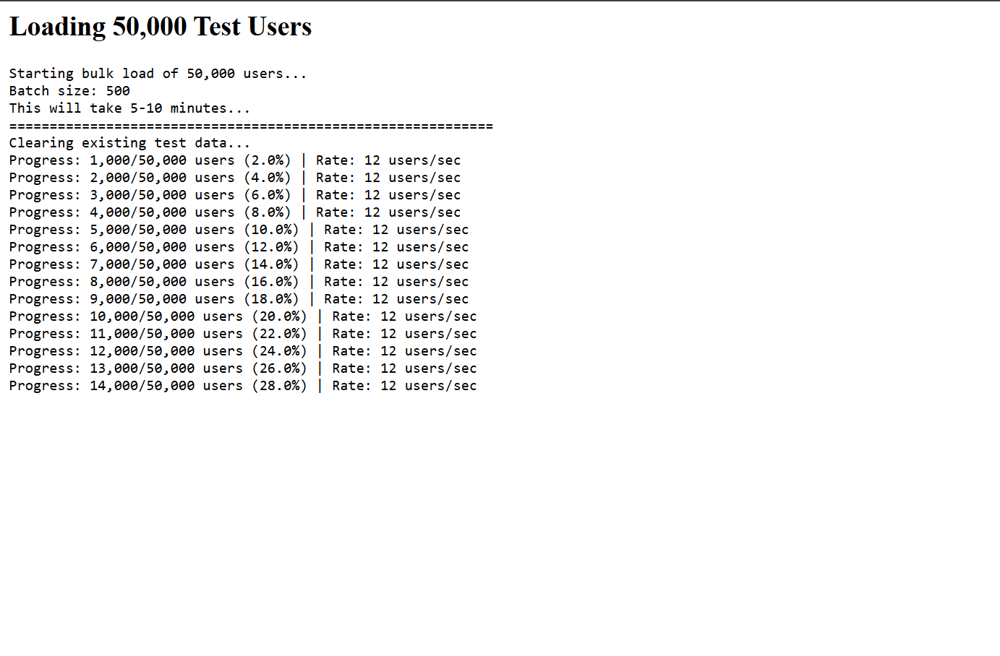 Loading 50,000 Test Users
Starting bulk load of 50,000 users...
Batch size: 500
This will take 5-10 minutes...
============================================================
Clearing existing test data...
Progress: 1,000/50,000 users (2.0%) | Rate: 12 users/sec
Progress: 2,000/50,000 users (4.0%) | Rate: 12 users/sec
Progress: 3,000/50,000 users (6.0%) | Rate: 12 users/sec
Progress: 4,000/50,000 users (8.0%) | Rate: 12 users/sec
Progress: 5,000/50,000 users (10.0%) | Rate: 12 users/sec
Progress: 6,000/50,000 users (12.0%) | Rate: 12 users/sec
Progress: 7,000/50,000 users (14.0%) | Rate: 12 users/sec
Progress: 8,000/50,000 users (16.0%) | Rate: 12 users/sec
Progress: 9,000/50,000 users (18.0%) | Rate: 12 users/sec
Progress: 10,000/50,000 users (20.0%) | Rate: 12 users/sec
Progress: 11,000/50,000 users (22.0%) | Rate: 12 users/sec
Progress: 12,000/50,000 users (24.0%) | Rate: 12 users/sec
Progress: 13,000/50,000 users (26.0%) | Rate: 12 users/sec
Progress: 14,000/50,000 users (28.0%) | Rate: 12 users/sec